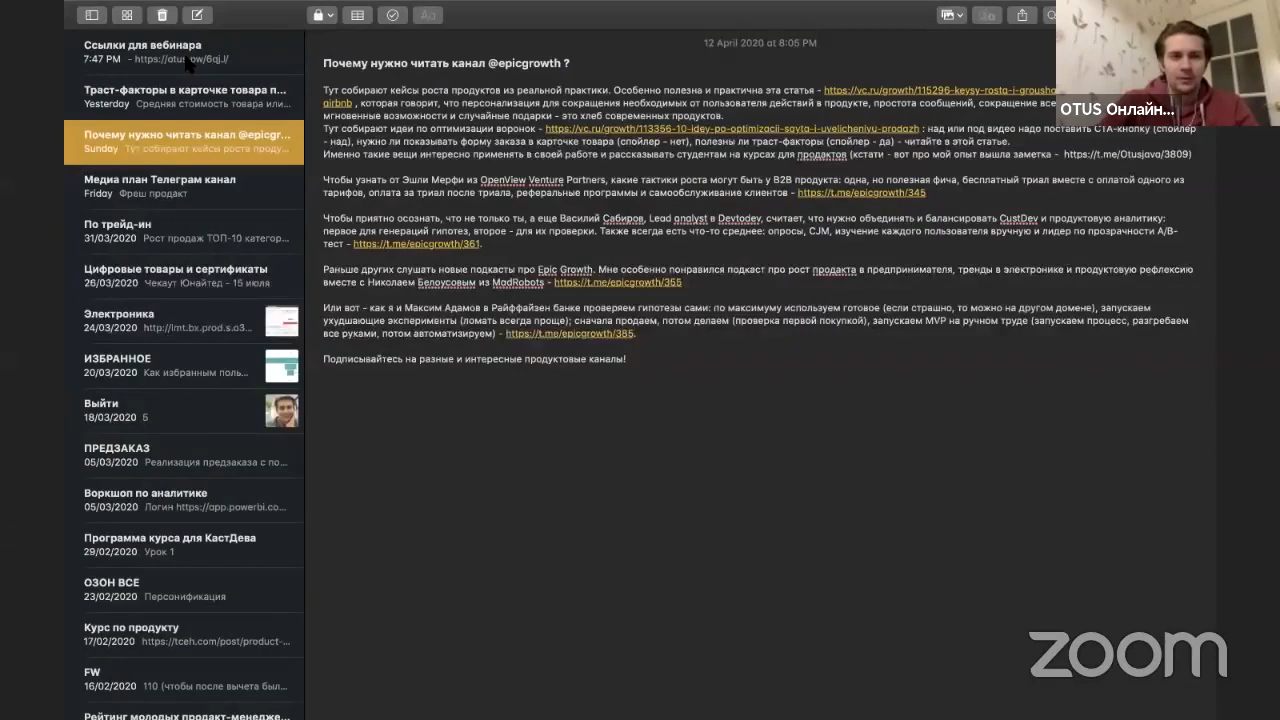 Ссылки для вебинара
7:47 PM - https://otus.pw/6qjJ/
Траст-факторы в карточке товара п...
Yesterday Средняя стоимость товара или...
Почему нужно читать канал @epicgr...
Sunday Тут собирают кейсы роста проду...
Медиа план Телеграм канал
Friday Фреш продакт
По трейд-ин
31/03/2020 Рост продаж ТОП-10 категор...
Цифровые товары и сертификаты
26/03/2020 Чекаут Юнайтед - 15 июля
Электроника
24/03/2020 http://lmt.bx.prod.s.o3...
ИЗБРАННОЕ
20/03/2020 Как избранным поль...
Выйти
18/03/2020 5
ПРЕДЗАКАЗ
05/03/2020 Реализация предзаказа с по...
Воркшоп по аналитике
05/03/2020 Логин https://app.powerbi.co...
Программа курса для КастДева
29/02/2020 Урок 1
ОЗОН ВСЕ
23/02/2020 Персонификация
Курс по продукту
17/02/2020 https://tceh.com/post/product-...
FW
16/02/2020 110 (чтобы после вычета был...
Рейтинг молодых продакт-менедже...
12 April 2020 at 8:05 PM
Почему нужно читать канал @epicgrowth ?
Тут собирают кейсы роста продуктов из реальной практики. Особенно полезна и практична эта статья - https://vc.ru/growth/115296-keysy-rosta-i-grousha
airbnb , которая говорит, что персонализация для сокращения необходимых от пользователя действий в продукте, простота сообщений, сокращение все
мгновенные возможности и случайные подарки - это хлеб современных продуктов.
Тут собирают идеи по оптимизации воронок - https://vc.ru/growth/113356-10-idey-po-optimizacii-sayta-i-uvelicheniyu-prodazh : над или под видео надо поставить CTA-кнопку (спойлер
- над), нужно ли показывать форму заказа в карточке товара (спойлер - нет), полезны ли траст-факторы (спойлер - да) - читайте в этой статье.
Именно такие вещи интересно применять в своей работе и рассказывать студентам на курсах для продактов (кстати - вот про мой опыт вышла заметка - https://t.me/Otusjava/3809)
Чтобы узнать от Эшли Мерфи из OpenView Venture Partners, какие тактики роста могут быть у B2B продукта: одна, но полезная фича, бесплатный триал вместе с оплатой одного из
тарифов, оплата за триал после триала, реферальные программы и самообслуживание клиентов - https://t.me/epicgrowth/345
Чтобы приятно осознать, что не только ты, а еще Василий Сабиров, Lead analyst в Devtodev, считает, что нужно объединять и балансировать CustDev и продуктовую аналитику:
первое для генераций гипотез, второе - для их проверки. Также всегда есть что-то среднее: опросы, CJM, изучение каждого пользователя вручную и лидер по прозрачности A/B-
тест - https://t.me/epicgrowth/361.
Раньше других слушать новые подкасты про Epic Growth. Мне особенно понравился подкаст про рост продакта в предпринимателя, тренды в электронике и продуктовую рефлексию
вместе с Николаем Белоусовым из MadRobots - https://t.me/epicgrowth/355
Или вот - как я и Максим Адамов в Райффайзен банке проверяем гипотезы сами: по максимуму используем готовое (если страшно, то можно на другом домене), запускаем
ухудшающие эксперименты (ломать всегда проще); сначала продаем, потом делаем (проверка первой покупкой), запускаем MVP на ручном труде (запускаем процесс, разгребаем
все руками, потом автоматизируем) - https://t.me/epicgrowth/385.
Подписывайтесь на разные и интересные продуктовые каналы!
OTUS Онлайн...
zoom